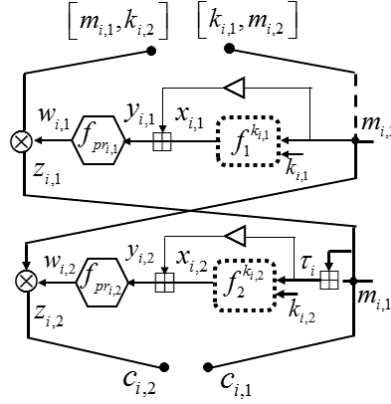 [m_{i,1}, k_{i,2}] [k_{i,1}, m_{i,2}]
w_{i,1} f_{pr_{i,1}} y_{i,1} x_{i,1} f_1^{k_{i,1}} m_{i,2}
z_{i,1} k_{i,1}
w_{i,2} f_{pr_{i,2}} y_{i,2} x_{i,2} f_2^{k_{i,2}} τ_i
z_{i,2} k_{i,2} m_{i,1}
c_{i,2} c_{i,1}